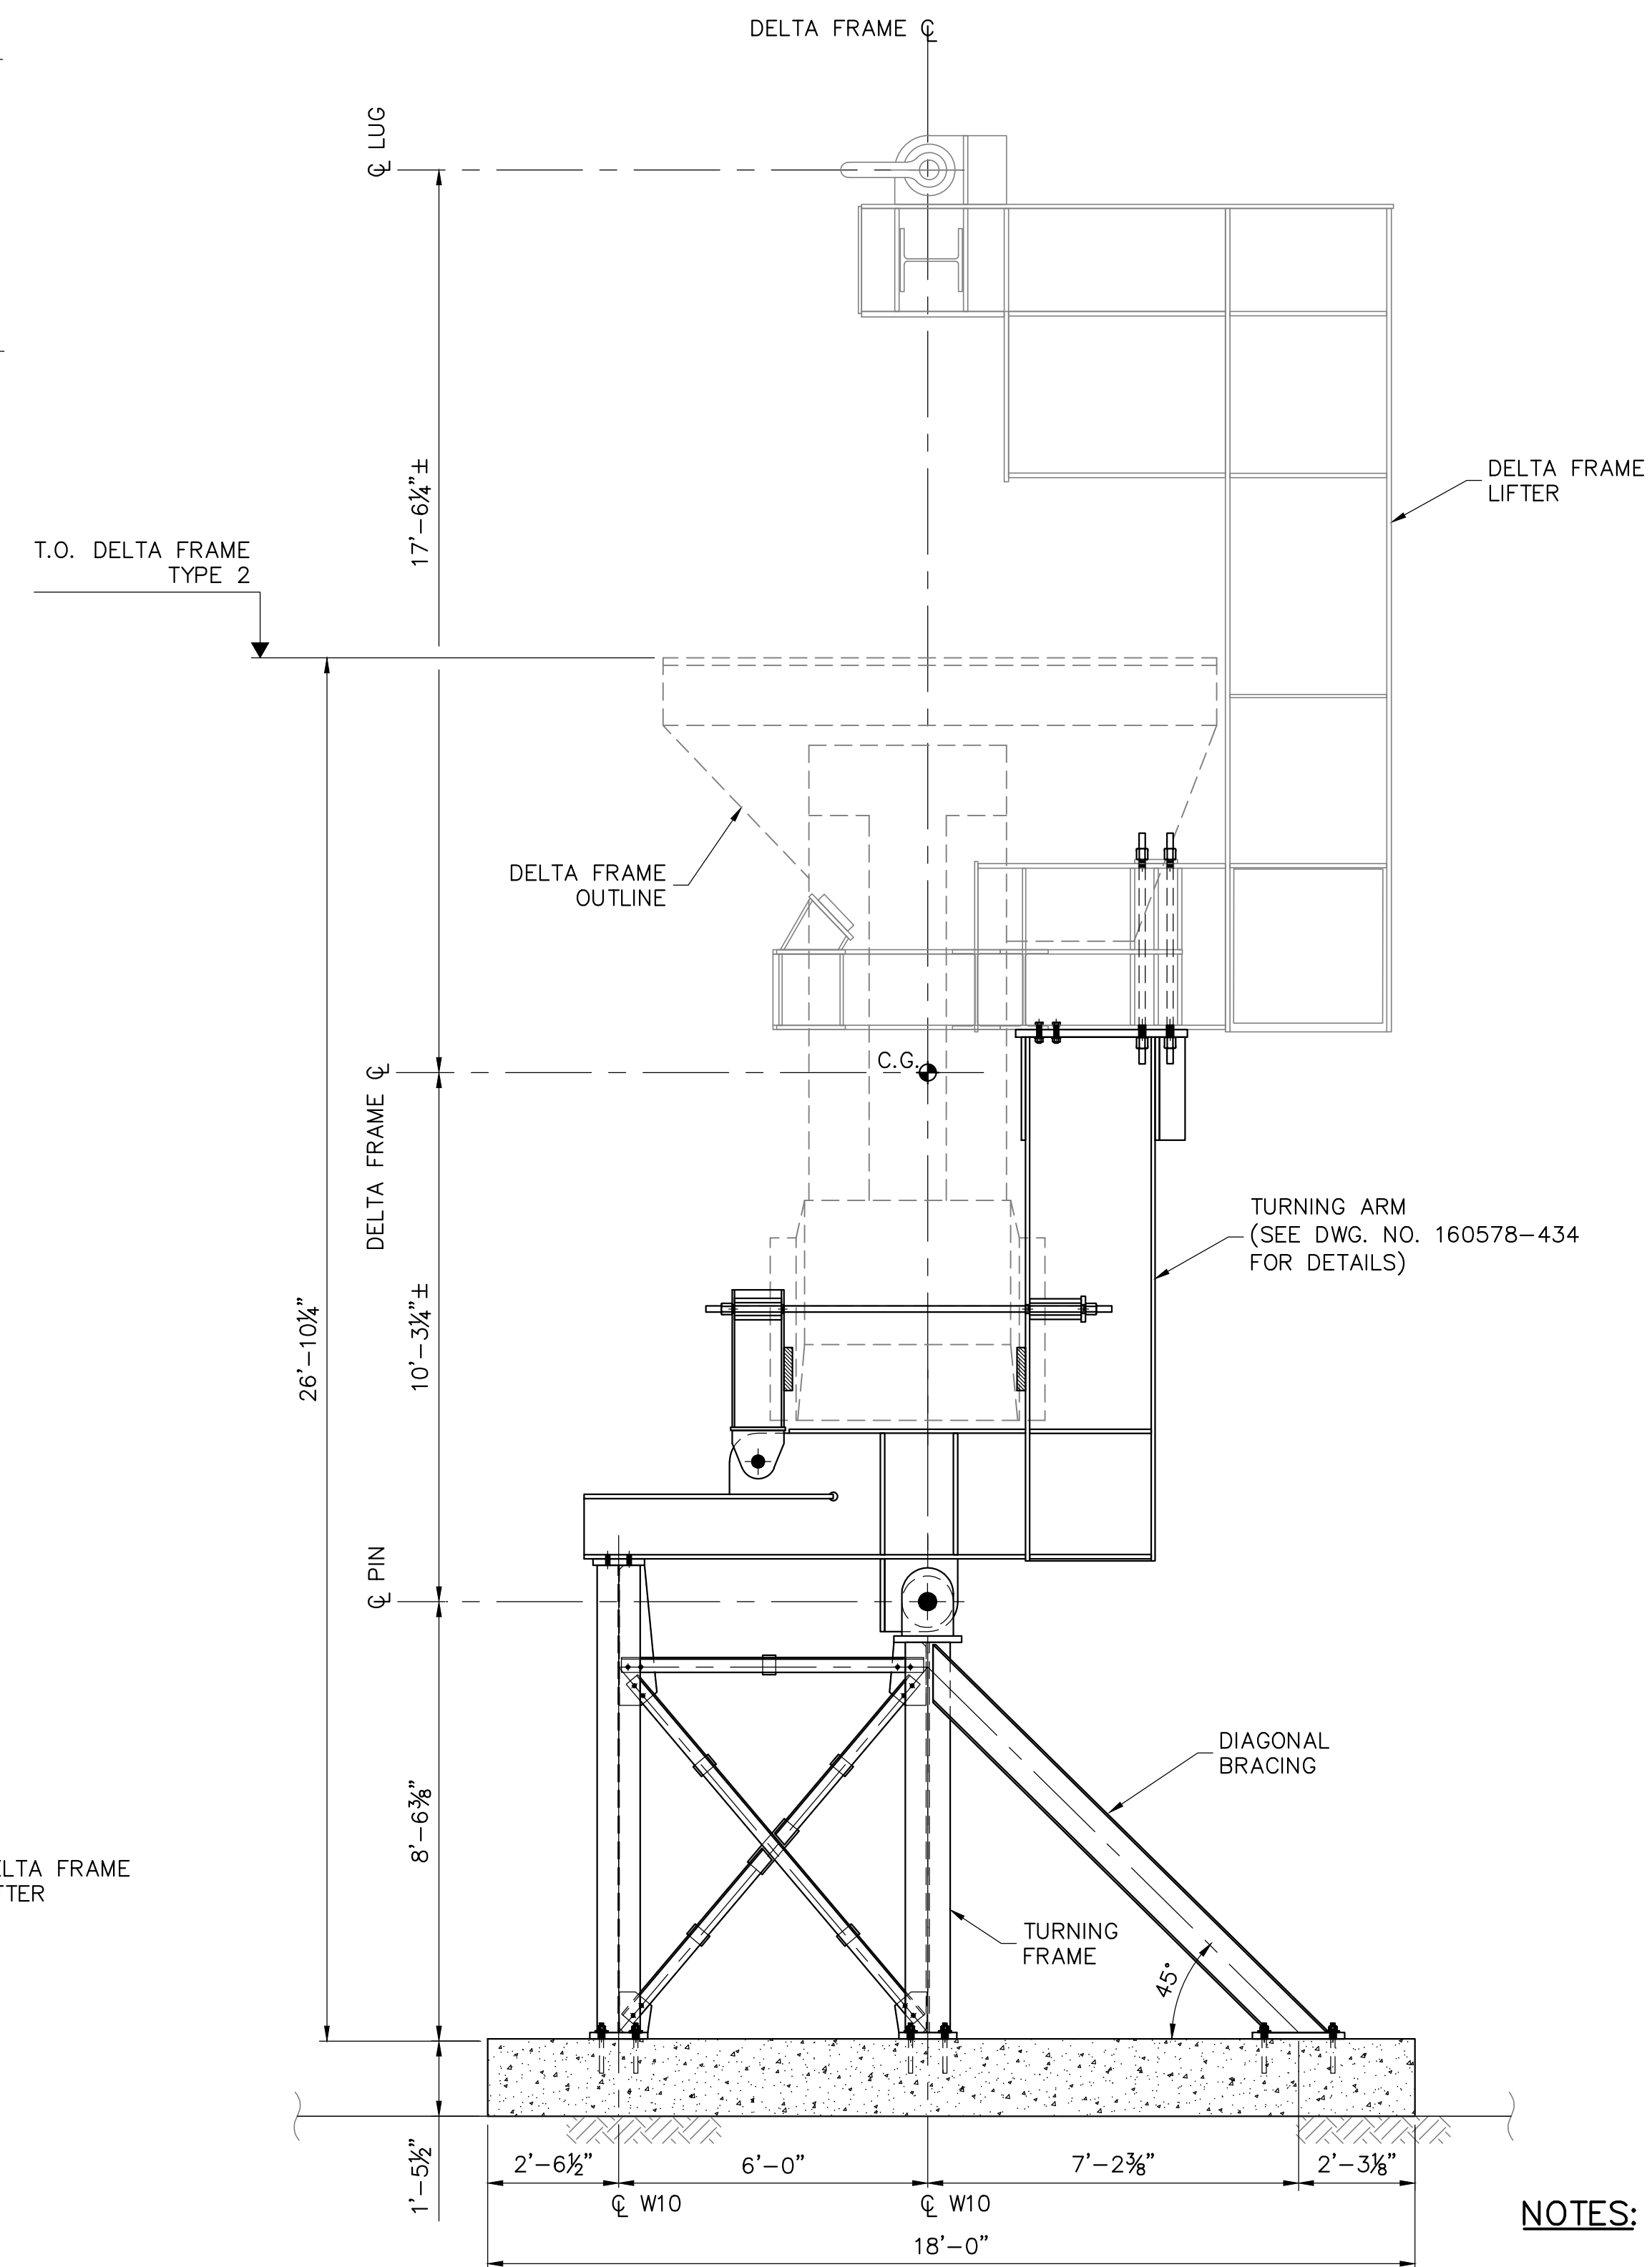 DELTA FRAME ℄
℄ LUG
17'-6¼"±
DELTA FRAME
LIFTER
T.O. DELTA FRAME
TYPE 2
DELTA FRAME
OUTLINE
C.G.
DELTA FRAME ℄
TURNING ARM
(SEE DWG. NO. 160578-434
FOR DETAILS)
26'-10¼"
10'-3¼"±
℄ PIN
DIAGONAL
BRACING
8'-6⅜"
LTA FRAME
TER
TURNING
FRAME
45°
1'-5½"
2'-6½"
6'-0"
7'-2⅜"
2'-3⅛"
℄ W10
℄ W10
NOTES:
18'-0"